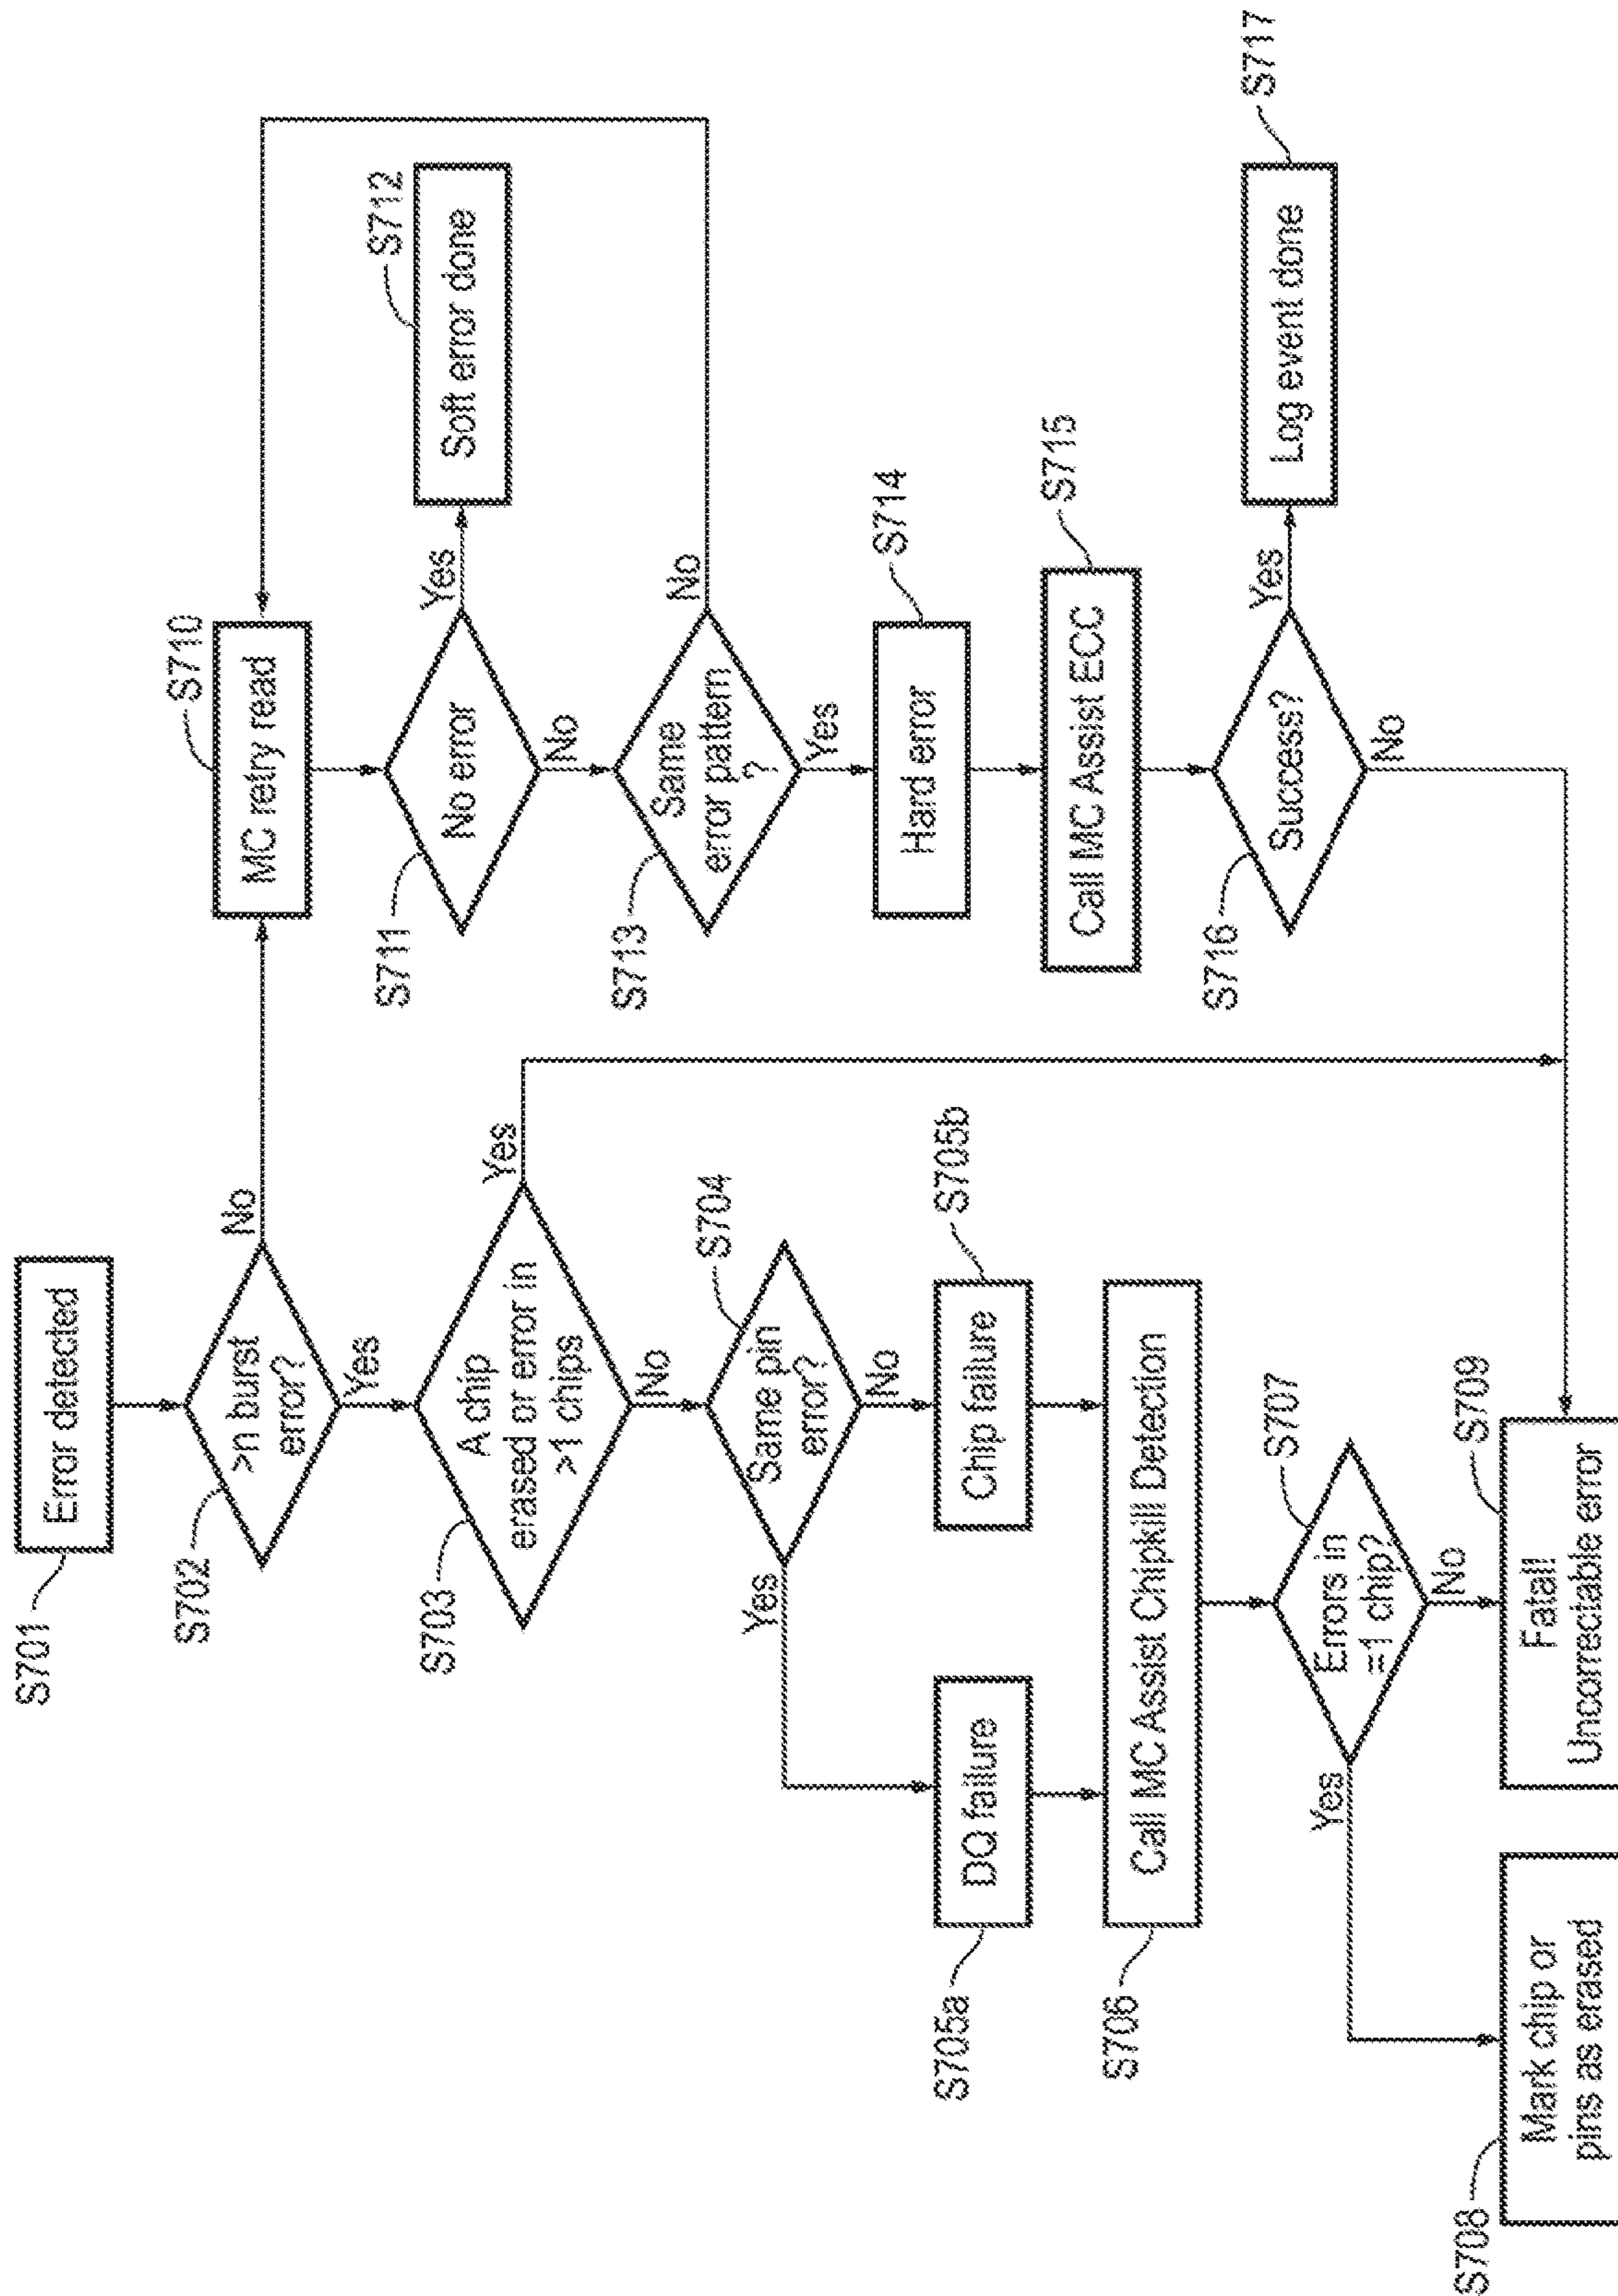 S701
Error detected
S702
>n burst
error?
No
Yes
S703
A chip
erased or error in
>1 chips
Yes
No
S704
Same pin
error?
Yes
No
S705a
DQ failure
S705b
Chip failure
S706
Call MC Assist Chipkill Detection
S707
Errors in
=1 chip?
Yes
No
S708
Mark chip or
pins as erased
S709
Fatal!
Uncorrectable error
S710
MC retry read
S711
No error
Yes
No
S712
Soft error done
S713
Same
error pattern
?
No
Yes
S714
Hard error
S715
Call MC Assist ECC
S716
Success?
Yes
No
S717
Log event done